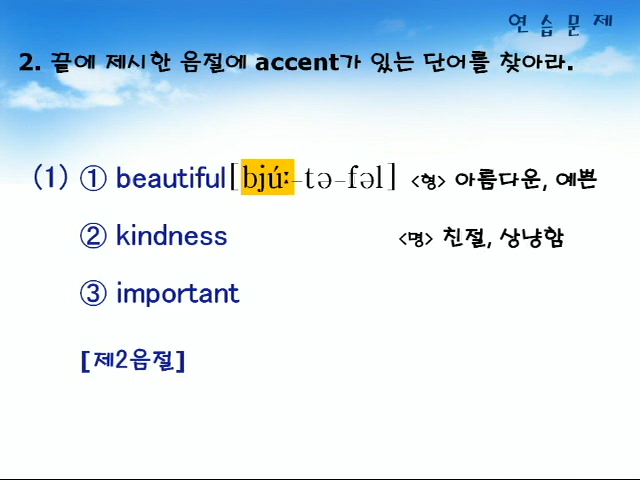 연습문제
2. 끝에 제시한 음절에 accent가 있는 단어를 찾아라.
(1) ① beautiful[bjúː-tə-fəl] <형> 아름다운, 예쁜
② kindness <명> 친절, 상냥함
③ important
[제2음절]